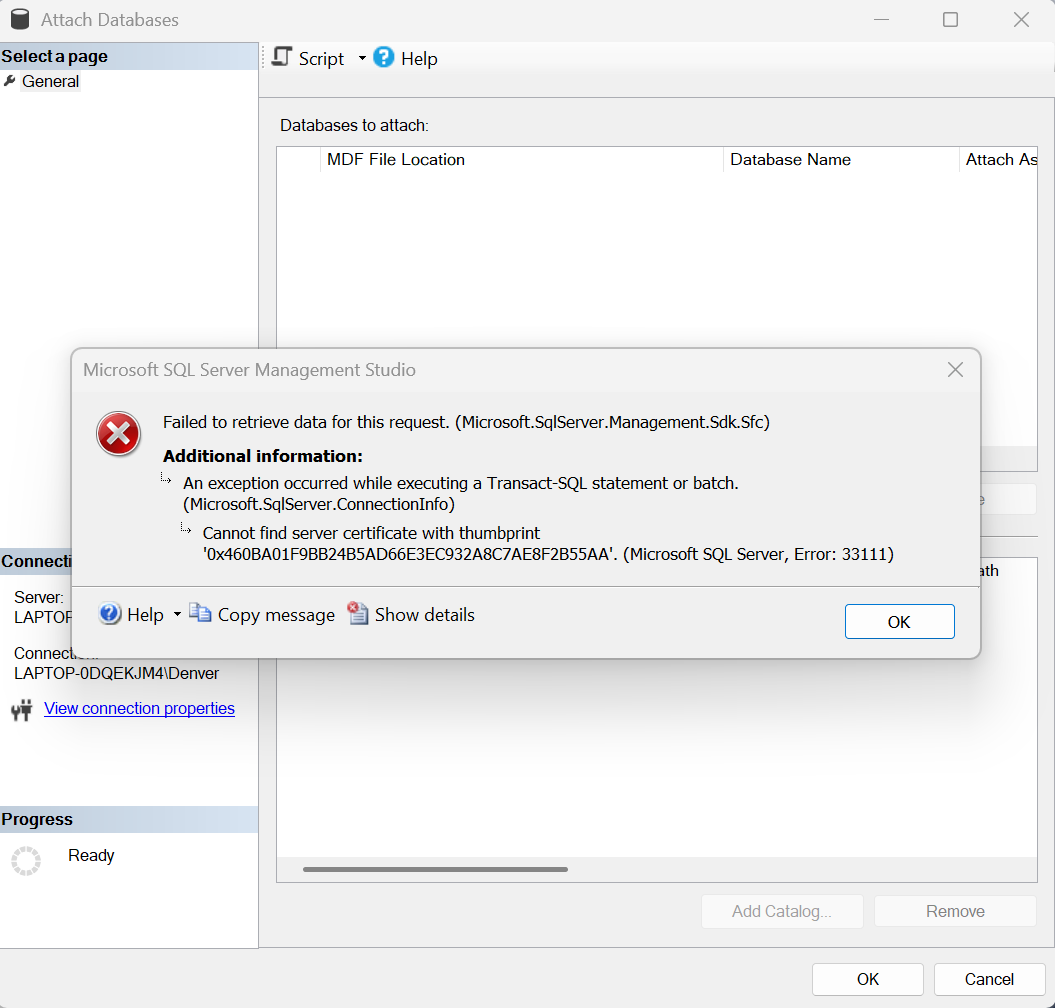 Attach Databases
Select a page
General
Script
Help
Databases to attach:
MDF File Location
Database Name
Attach As
Microsoft SQL Server Management Studio
Failed to retrieve data for this request. (Microsoft.SqlServer.Management.Sdk.Sfc)
Additional information:
An exception occurred while executing a Transact-SQL statement or batch.
(Microsoft.SqlServer.ConnectionInfo)
Cannot find server certificate with thumbprint
'0x460BA01F9BB24B5AD66E3EC932A8C7AE8F2B55AA'. (Microsoft SQL Server, Error: 33111)
Help
Copy message
Show details
OK
Server:
LAPTOP-0DQEKJM4\Denver
View connection properties
Progress
Ready
Add Catalog...
Remove
OK
Cancel